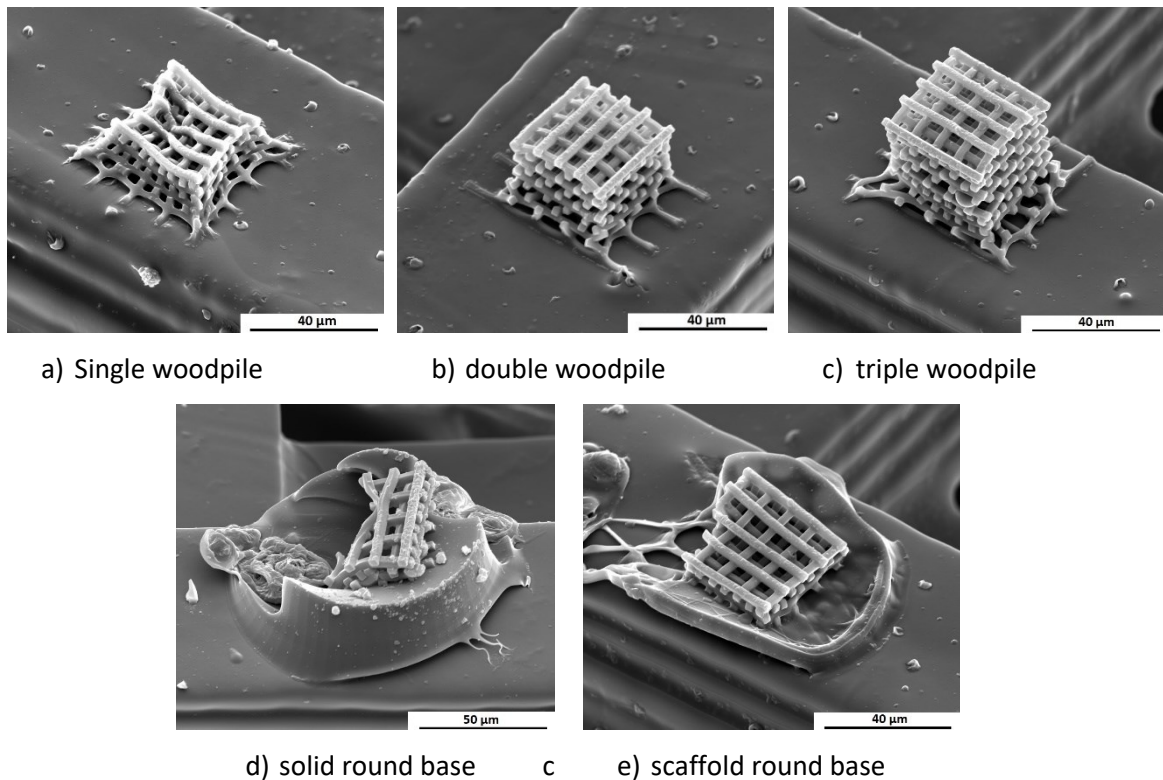 40 µm
40 µm
40 µm
a) Single woodpile
b) double woodpile
c) triple woodpile
50 µm
40 µm
d) solid round base
c
e) scaffold round base